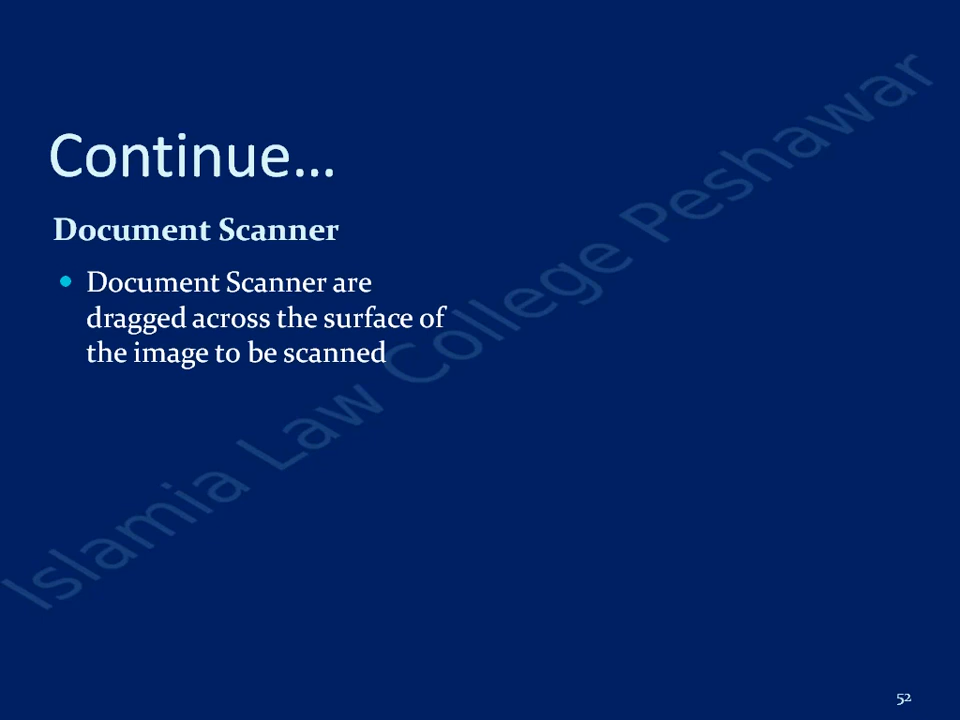 Continue…
Document Scanner
Document Scanner are
dragged across the surface of
the image to be scanned
Islamia Law College Peshawar
52